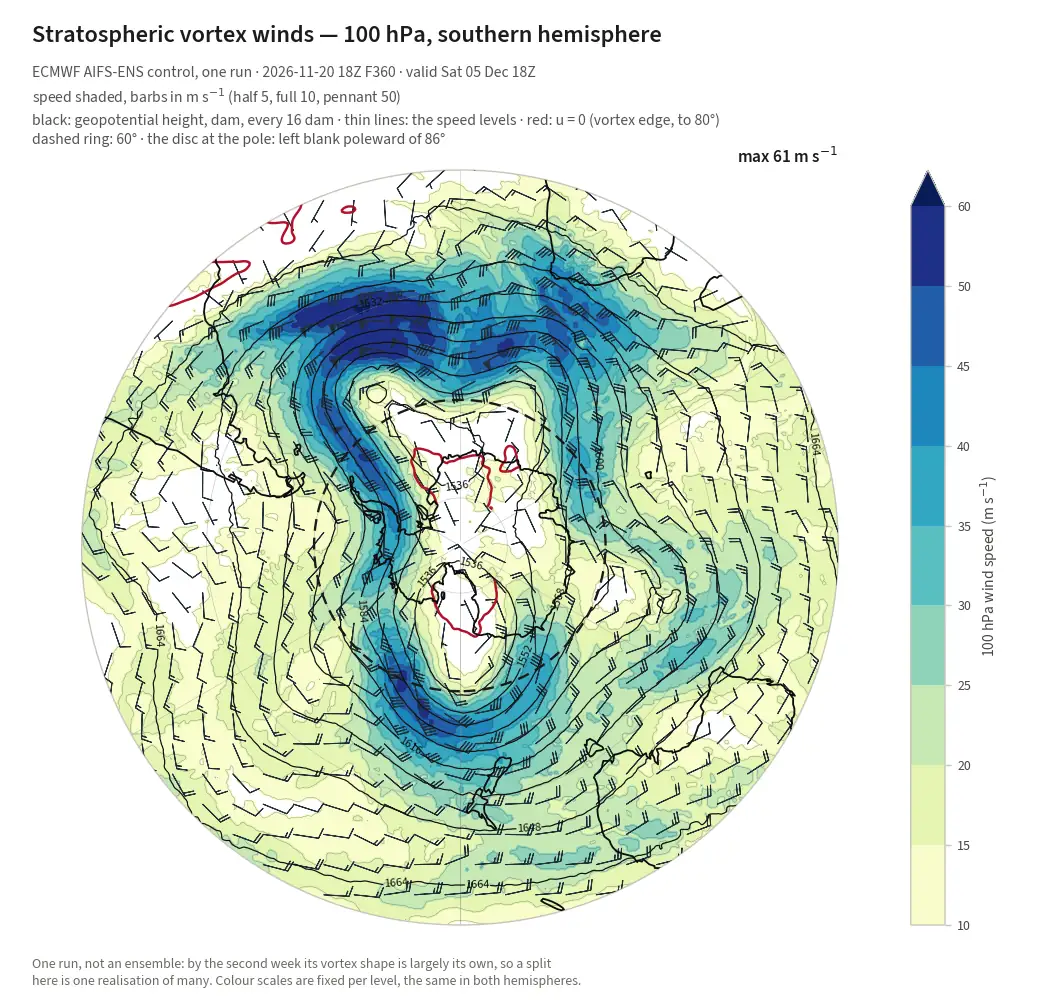 Stratospheric vortex winds — 100 hPa, southern hemisphere
ECMWF AIFS-ENS control, one run · 2026-11-20 18Z F360 · valid Sat 05 Dec 18Z
speed shaded, barbs in m s⁻¹ (half 5, full 10, pennant 50)
black: geopotential height, dam, every 16 dam · thin lines: the speed levels · red: u = 0 (vortex edge, to 80°)
dashed ring: 60° · the disc at the pole: left blank poleward of 86°
max 61 m s⁻¹
60
50
45
40
35
30
25
20
15
10
100 hPa wind speed (m s⁻¹)
1632
1664
1600
1536
1536
1536
1568
1584
1664
1552
1616
1648
1664
1664
One run, not an ensemble: by the second week its vortex shape is largely its own, so a split
here is one realisation of many. Colour scales are fixed per level, the same in both hemispheres.